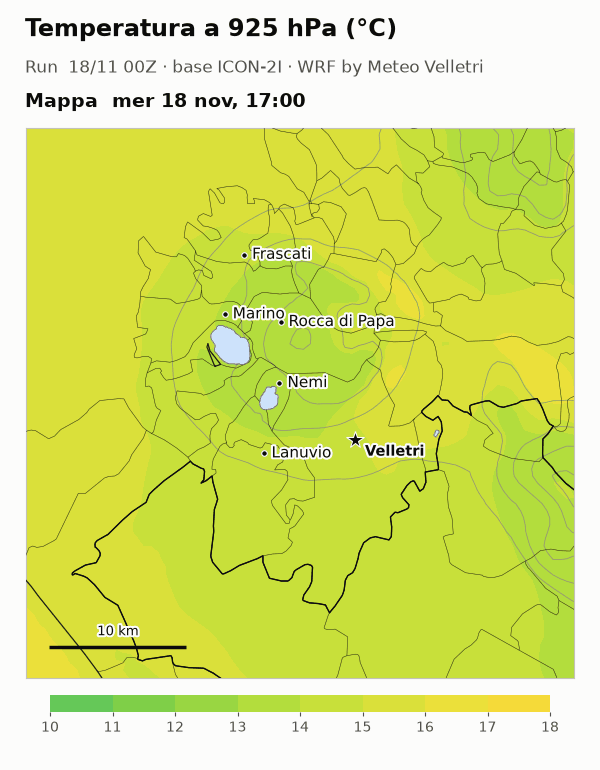 Temperatura a 925 hPa (°C)
Run  18/11 00Z · base ICON-2I · WRF by Meteo Velletri
Mappa  mer 18 nov, 17:00
Frascati
Marino
Rocca di Papa
Nemi
Velletri
Lanuvio
10 km
10 11 12 13 14 15 16 17 18